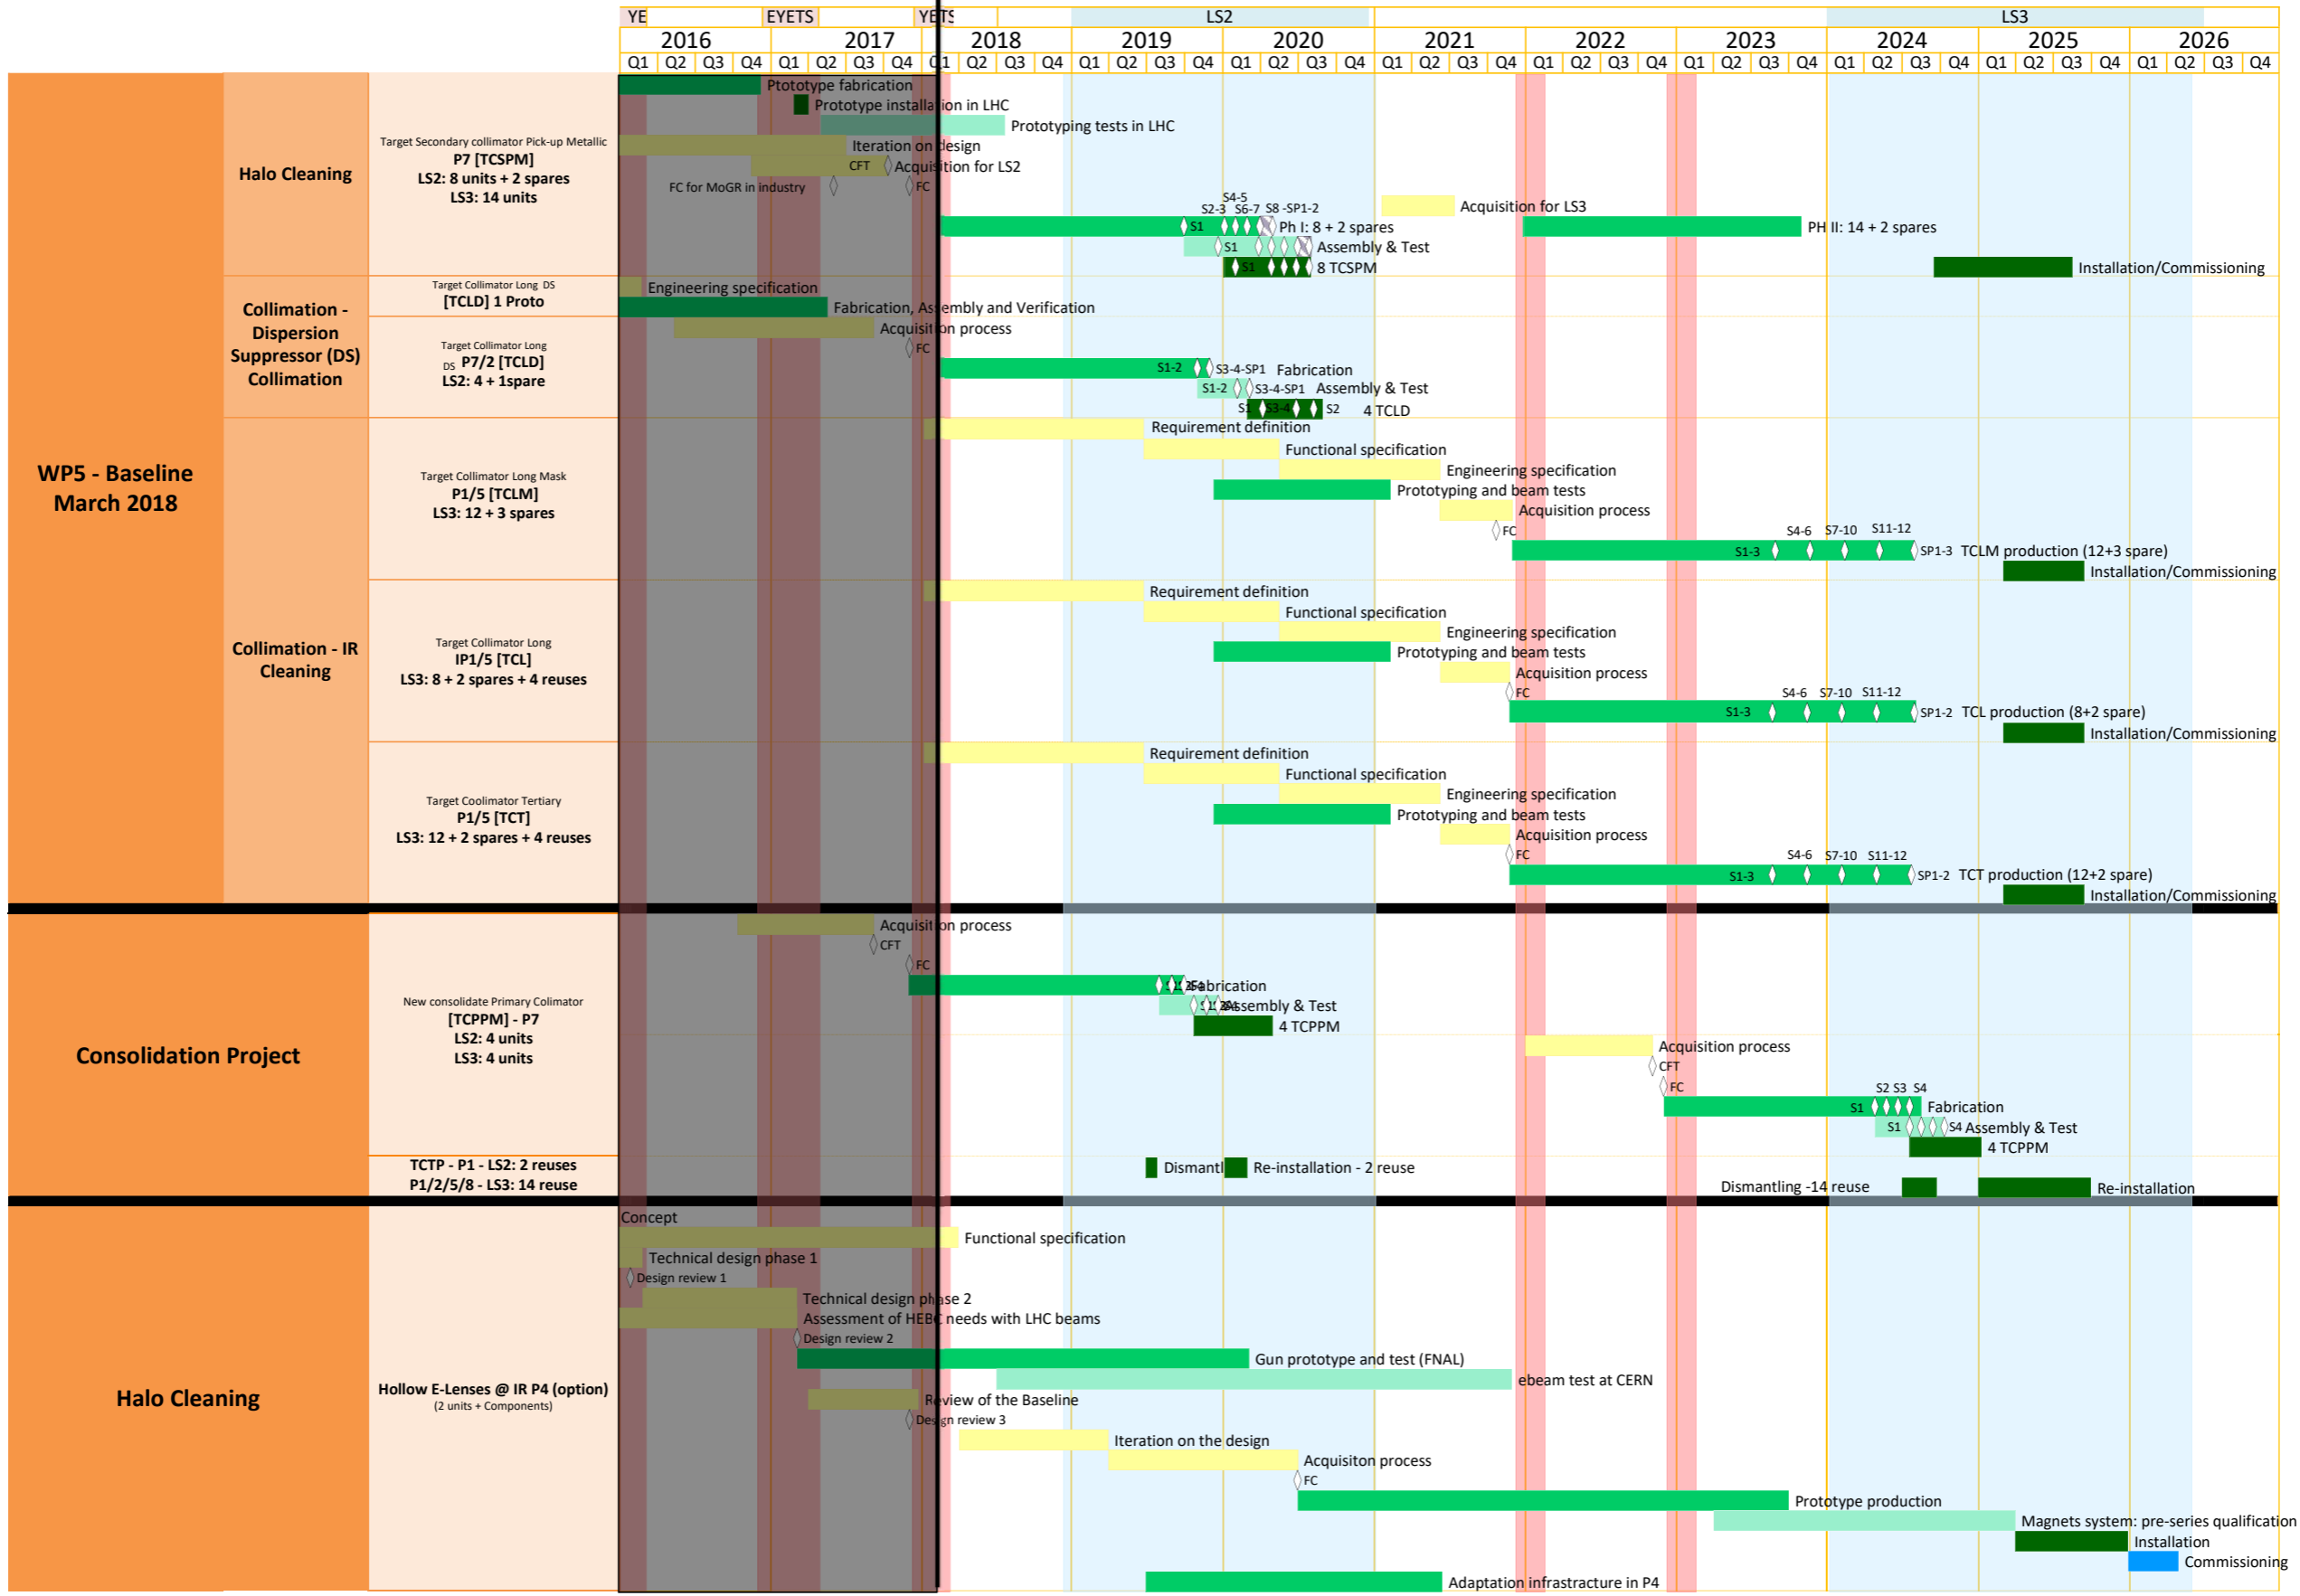 YE EYETS YETS LS2 LS3
2016 2017 2018 2019 2020 2021 2022 2023 2024 2025 2026
Q1 Q2 Q3 Q4 Q1 Q2 Q3 Q4 Q1 Q2 Q3 Q4 Q1 Q2 Q3 Q4 Q1 Q2 Q3 Q4 Q1 Q2 Q3 Q4 Q1 Q2 Q3 Q4 Q1 Q2 Q3 Q4 Q1 Q2 Q3 Q4 Q1 Q2 Q3 Q4 Q1 Q2 Q3 Q4
WP5 - Baseline
March 2018
Halo Cleaning
Target Secondary collimator Pick-up Metallic
P7 [TCSPM]
LS2: 8 units + 2 spares
LS3: 14 units
Ptototype fabrication
Prototype installation in LHC
Prototyping tests in LHC
Iteration on design
CFT Acquisition for LS2
FC for MoGR in industry FC
S4-5
S2-3 S6-7 S8 -SP1-2
Acquisition for LS3
S1 Ph I: 8 + 2 spares
PH II: 14 + 2 spares
S1 Assembly & Test
S1 8 TCSPM
Installation/Commissioning
Collimation -
Dispersion
Suppressor (DS)
Collimation
Target Collimator Long DS
[TCLD] 1 Proto
Engineering specification
Fabrication, Assembly and Verification
Target Collimator Long
DS P7/2 [TCLD]
LS2: 4 + 1spare
Acquisition process
FC
S1-2 S3-4-SP1 Fabrication
S1-2 S3-4-SP1 Assembly & Test
S1 S3-4 S2 4 TCLD
Collimation - IR
Cleaning
Target Collimator Long Mask
P1/5 [TCLM]
LS3: 12 + 3 spares
Requirement definition
Functional specification
Engineering specification
Prototyping and beam tests
Acquisition process
FC
S4-6 S7-10 S11-12
S1-3 SP1-3 TCLM production (12+3 spare)
Installation/Commissioning
Target Collimator Long
IP1/5 [TCL]
LS3: 8 + 2 spares + 4 reuses
Requirement definition
Functional specification
Engineering specification
Prototyping and beam tests
Acquisition process
FC
S4-6 S7-10 S11-12
S1-3 SP1-2 TCL production (8+2 spare)
Installation/Commissioning
Target Coolimator Tertiary
P1/5 [TCT]
LS3: 12 + 2 spares + 4 reuses
Requirement definition
Functional specification
Engineering specification
Prototyping and beam tests
Acquisition process
FC
S4-6 S7-10 S11-12
S1-3 SP1-2 TCT production (12+2 spare)
Installation/Commissioning
Consolidation Project
New consolidate Primary Colimator
[TCPPM] - P7
LS2: 4 units
LS3: 4 units
Acquisition process
CFT
FC
Fabrication
Assembly & Test
4 TCPPM
Acquisition process
CFT
FC
S2 S3 S4
S1 Fabrication
S1 S4 Assembly & Test
4 TCPPM
TCTP - P1 - LS2: 2 reuses
P1/2/5/8 - LS3: 14 reuse
Dismantl Re-installation - 2 reuse
Dismantling -14 reuse Re-installation
Halo Cleaning
Hollow E-Lenses @ IR P4 (option)
(2 units + Components)
Concept
Functional specification
Technical design phase 1
Design review 1
Technical design phase 2
Assessment of HEBC needs with LHC beams
Design review 2
Gun prototype and test (FNAL)
ebeam test at CERN
Review of the Baseline
Design review 3
Iteration on the design
Acquisiton process
FC
Prototype production
Magnets system: pre-series qualification
Installation
Commissioning
Adaptation infrastracture in P4